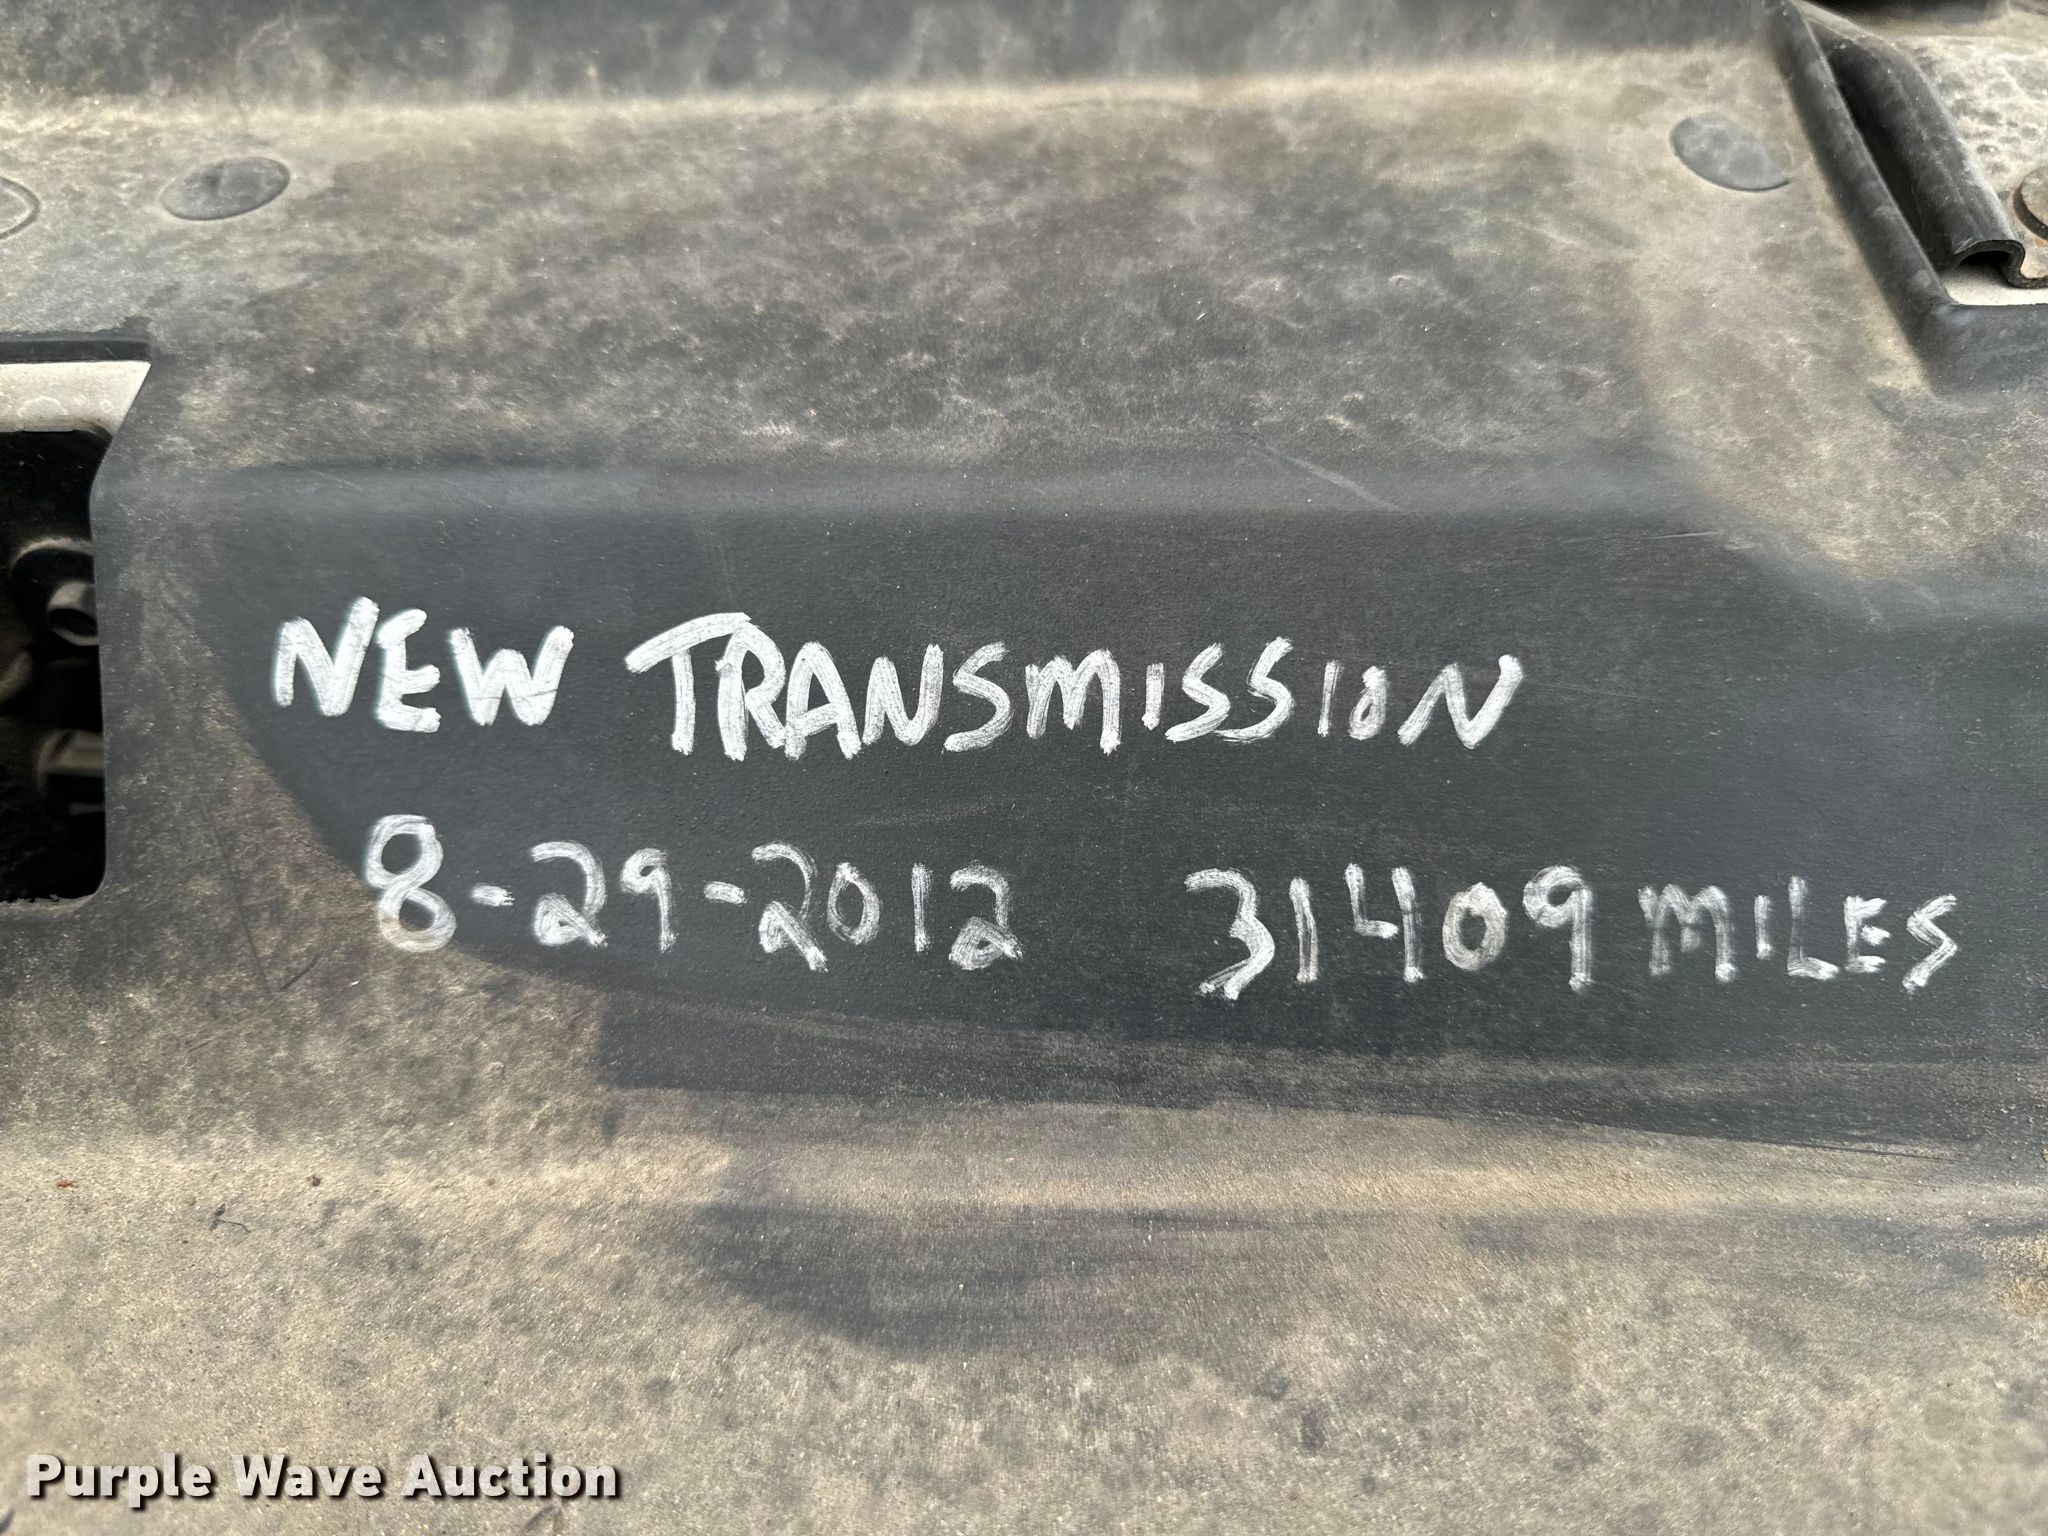 NEW TRANSMISSION
8-29-2012 31409 MILES
Purple Wave Auction